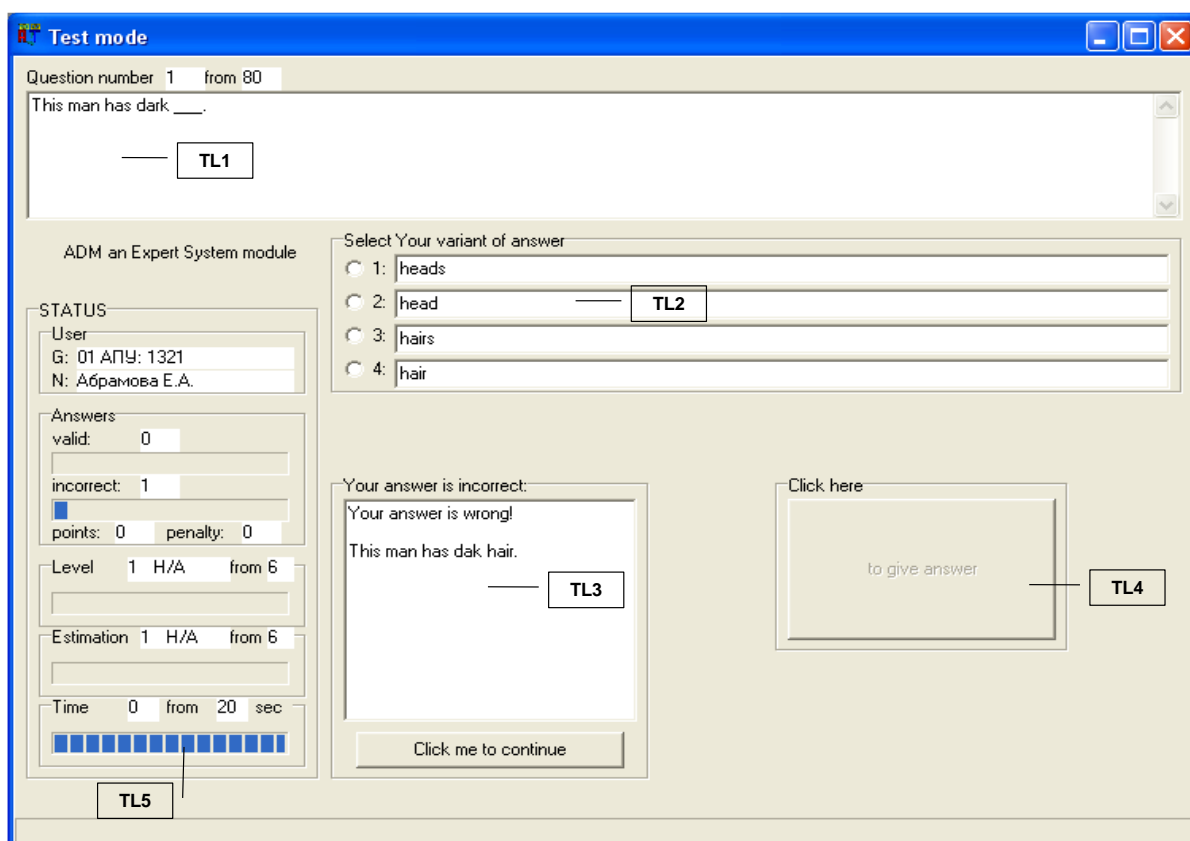 Test mode
Question number 1 from 80
This man has dark ___.
TL1
ADM an Expert System module
Select Your variant of answer
1: heads
2: head
TL2
3: hairs
4: hair
STATUS
User
G: 01 АПУ: 1321
N: Абрамова Е.А.
Answers
valid: 0
incorrect: 1
points: 0 penalty: 0
Level 1 Н/А from 6
Estimation 1 Н/А from 6
Time 0 from 20 sec
TL5
Your answer is incorrect:
Your answer is wrong!
This man has dak hair.
TL3
Click me to continue
Click here
to give answer
TL4